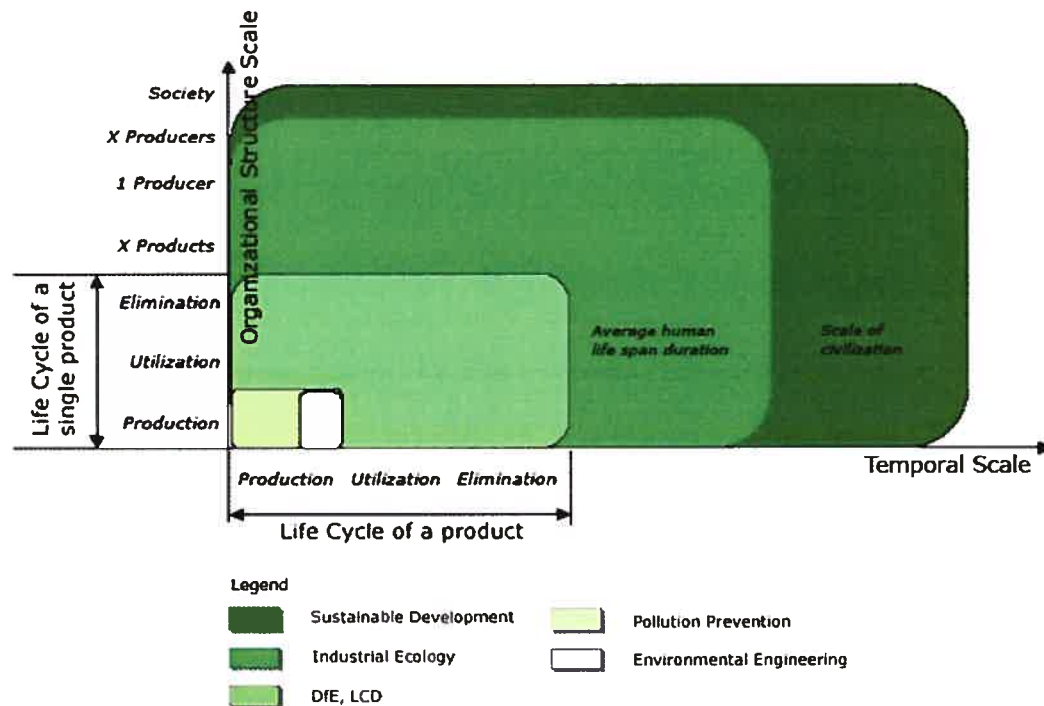 Organizational Structure Scale
Society
X Producers
1 Producer
X Products
Elimination
Utilization
Production
Life Cycle of a
single product
Average human
life span duration
Scale of
civilization
Temporal Scale
Production Utilization Elimination
Life Cycle of a product
Legend
Sustainable Development
Industrial Ecology
DfE, LCD
Pollution Prevention
Environmental Engineering